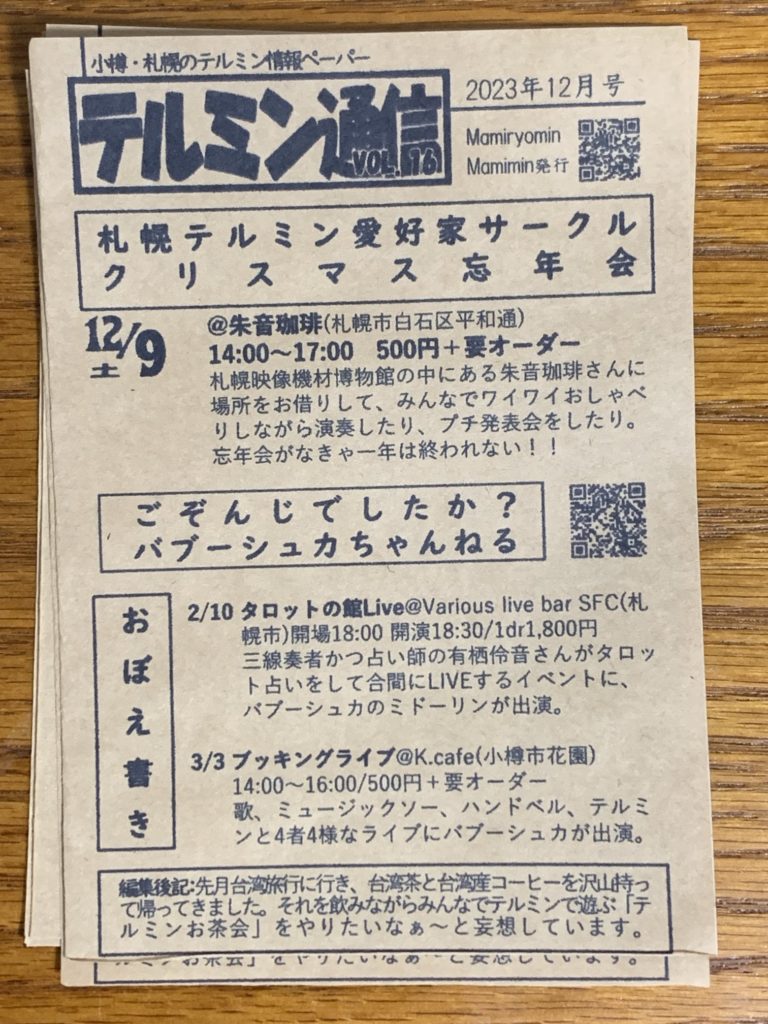 小樽・札幌のテルミン情報ペーパー
テルミン通信
VOL.16
2023年12月号
Mamiryomin
Mamimin発行
札幌テルミン愛好家サークル
クリスマス忘年会
12/9
土
@朱音珈琲(札幌市白石区平和通)
14:00〜17:00 500円＋要オーダー
札幌映像機材博物館の中にある朱音珈琲さんに
場所をお借りして、みんなでワイワイおしゃべ
りしながら演奏したり、プチ発表会をしたり。
忘年会がなきゃ一年は終われない！！
ごぞんじでしたか？
バブーシュカちゃんねる
おぼえ書き
2/10 タロットの館Live@Various live bar SFC(札
幌市)開場18:00 開演18:30/1dr1,800円
三線奏者かつ占い師の有栖伶音さんがタロッ
ト占いをして合間にLIVEするイベントに、
バブーシュカのミドーリンが出演。
3/3 ブッキングライブ@K.cafe(小樽市花園)
14:00〜16:00/500円＋要オーダー
歌、ミュージックソー、ハンドベル、テルミ
ンと4者4様なライブにバブーシュカが出演。
編集後記:先月台湾旅行に行き、台湾茶と台湾産コーヒーを沢山持っ
て帰ってきました。それを飲みながらみんなでテルミンで遊ぶ「テ
ルミンお茶会」をやりたいなぁ〜と妄想しています。
ルミンお茶会」をやりたいなぁ〜と妄想しています。